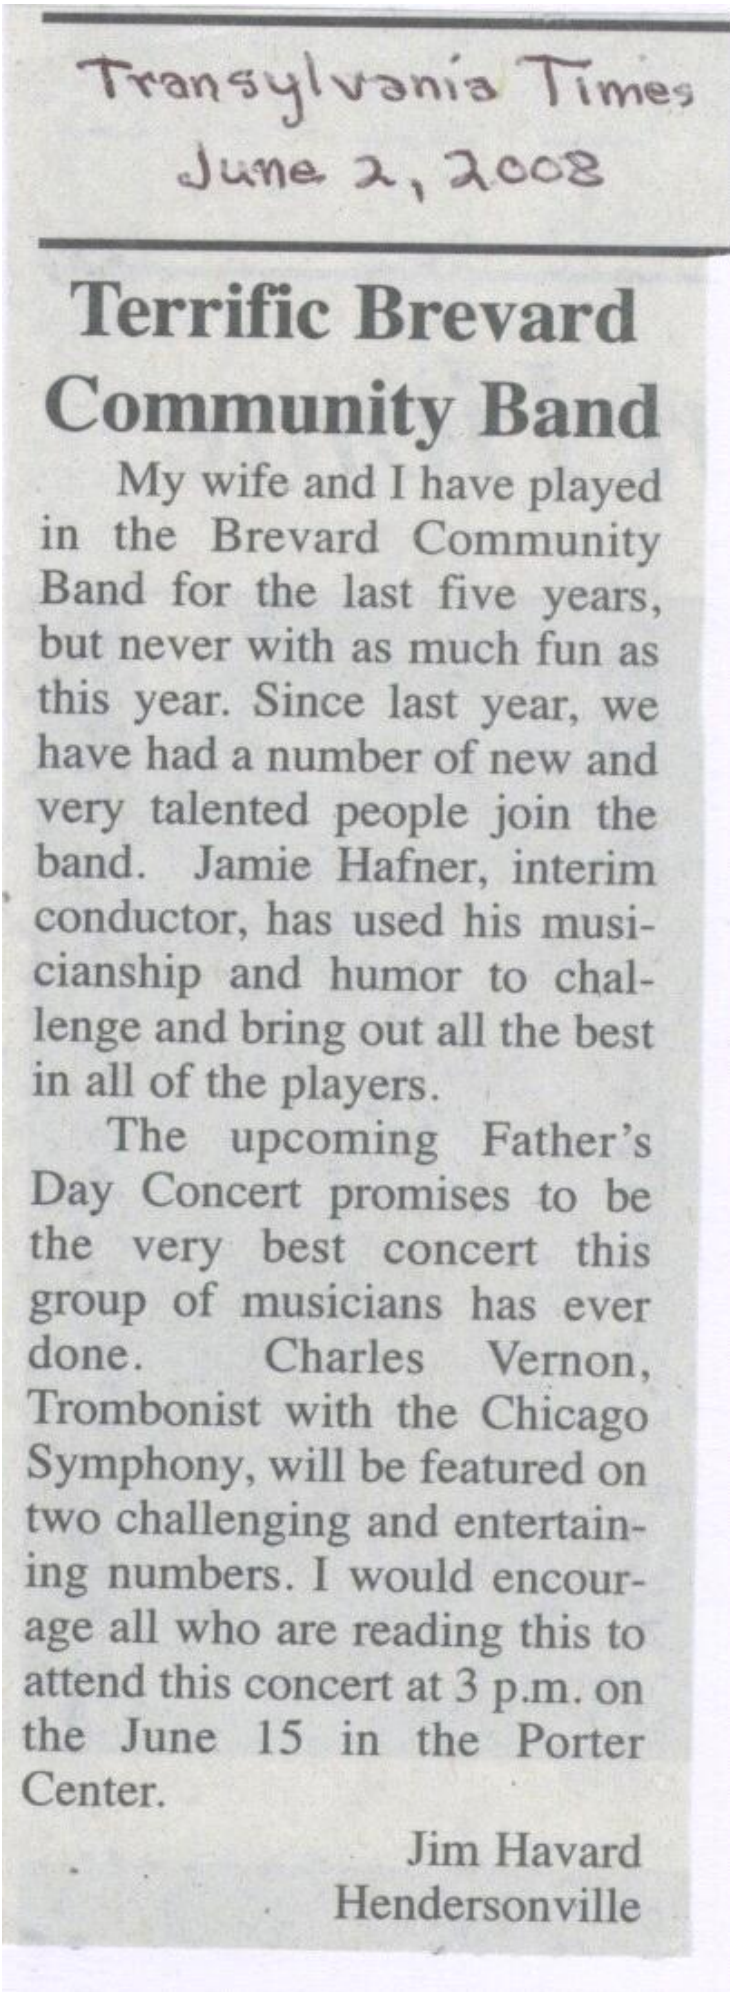 Transylvania Times
June 2, 2008
Terrific Brevard
Community Band
My wife and I have played
in the Brevard Community
Band for the last five years,
but never with as much fun as
this year. Since last year, we
have had a number of new and
very talented people join the
band. Jamie Hafner, interim
conductor, has used his musi-
cianship and humor to chal-
lenge and bring out all the best
in all of the players.
The upcoming Father's
Day Concert promises to be
the very best concert this
group of musicians has ever
done. Charles Vernon,
Trombonist with the Chicago
Symphony, will be featured on
two challenging and entertain-
ing numbers. I would encour-
age all who are reading this to
attend this concert at 3 p.m. on
the June 15 in the Porter
Center.
Jim Havard
Hendersonville